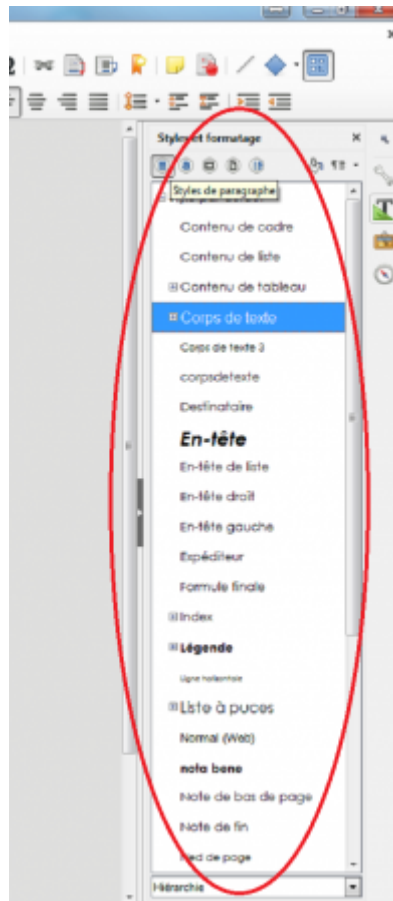 Styles et formatage
Styles de paragraphe
Contenu de cadre
Contenu de liste
Contenu de tableau
Corps de texte
Corps de texte 3
corpsdetexte
Destinataire
En-tête
En-tête de liste
En-tête droit
En-tête gauche
Expéditeur
Formule finale
Index
Légende
Ligne horizontale
Liste à puces
Normal (Web)
nota bene
Note de bas de page
Note de fin
Pied de page
Hiérarchie